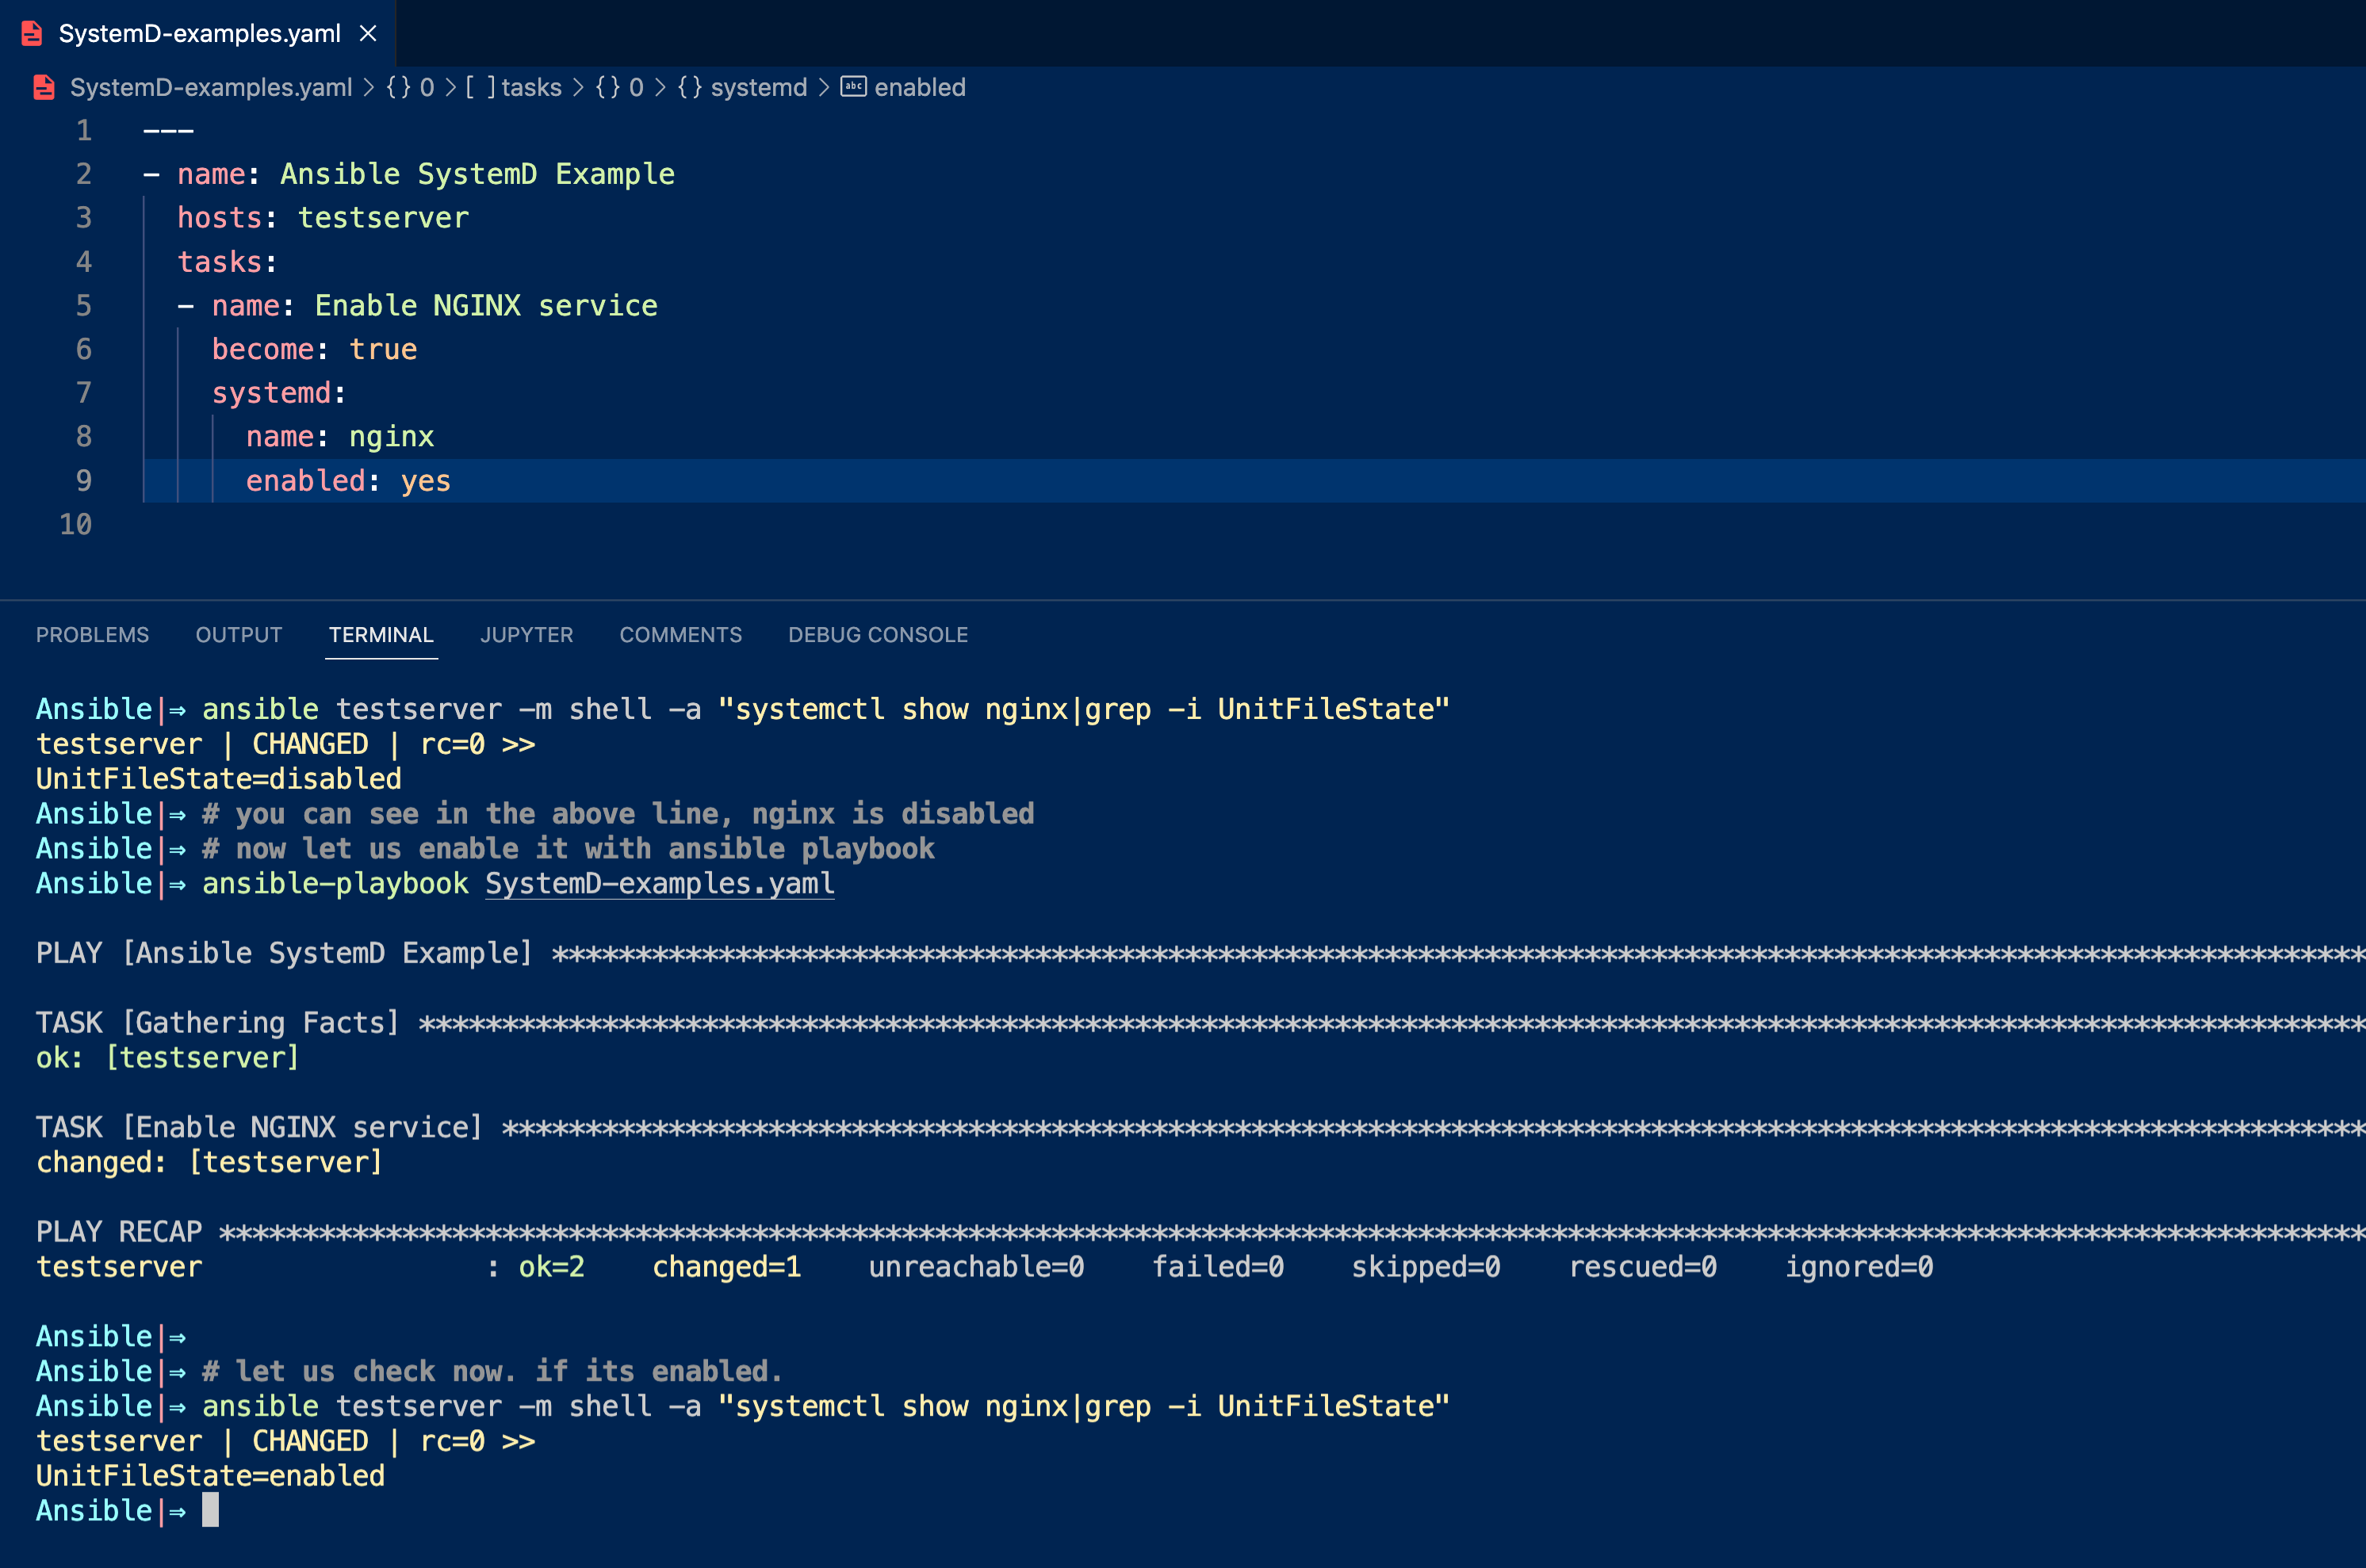 SystemD-examples.yaml ×
SystemD-examples.yaml > {} 0 > [ ] tasks > {} 0 > {} systemd > abc enabled
1 ---
2 - name: Ansible SystemD Example
3   hosts: testserver
4   tasks:
5   - name: Enable NGINX service
6     become: true
7     systemd:
8       name: nginx
9       enabled: yes
10
PROBLEMS OUTPUT TERMINAL JUPYTER COMMENTS DEBUG CONSOLE
Ansible|⇒ ansible testserver -m shell -a "systemctl show nginx|grep -i UnitFileState"
testserver | CHANGED | rc=0 >>
UnitFileState=disabled
Ansible|⇒ # you can see in the above line, nginx is disabled
Ansible|⇒ # now let us enable it with ansible playbook
Ansible|⇒ ansible-playbook SystemD-examples.yaml
PLAY [Ansible SystemD Example] *************************************************************************************************************
TASK [Gathering Facts] *********************************************************************************************************************
ok: [testserver]
TASK [Enable NGINX service] ****************************************************************************************************************
changed: [testserver]
PLAY RECAP *********************************************************************************************************************************
testserver                 : ok=2    changed=1    unreachable=0    failed=0    skipped=0    rescued=0    ignored=0
Ansible|⇒
Ansible|⇒ # let us check now. if its enabled.
Ansible|⇒ ansible testserver -m shell -a "systemctl show nginx|grep -i UnitFileState"
testserver | CHANGED | rc=0 >>
UnitFileState=enabled
Ansible|⇒